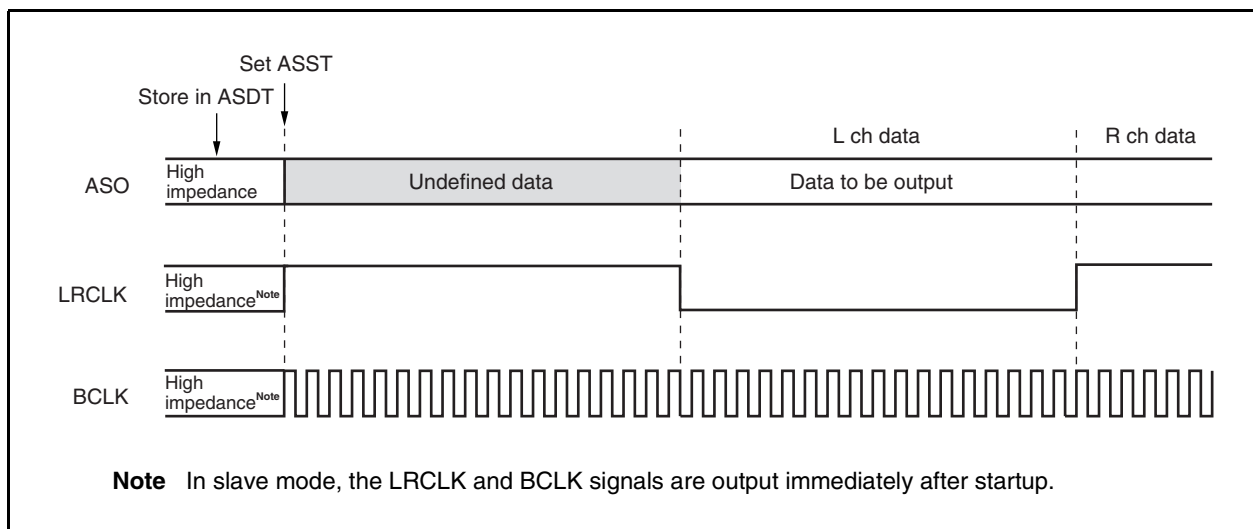 Set ASST
Store in ASDT
L ch data
R ch data
ASO
High
impedance
Undefined data
Data to be output
LRCLK
High
impedanceNote
BCLK
High
impedanceNote
Note In slave mode, the LRCLK and BCLK signals are output immediately after startup.